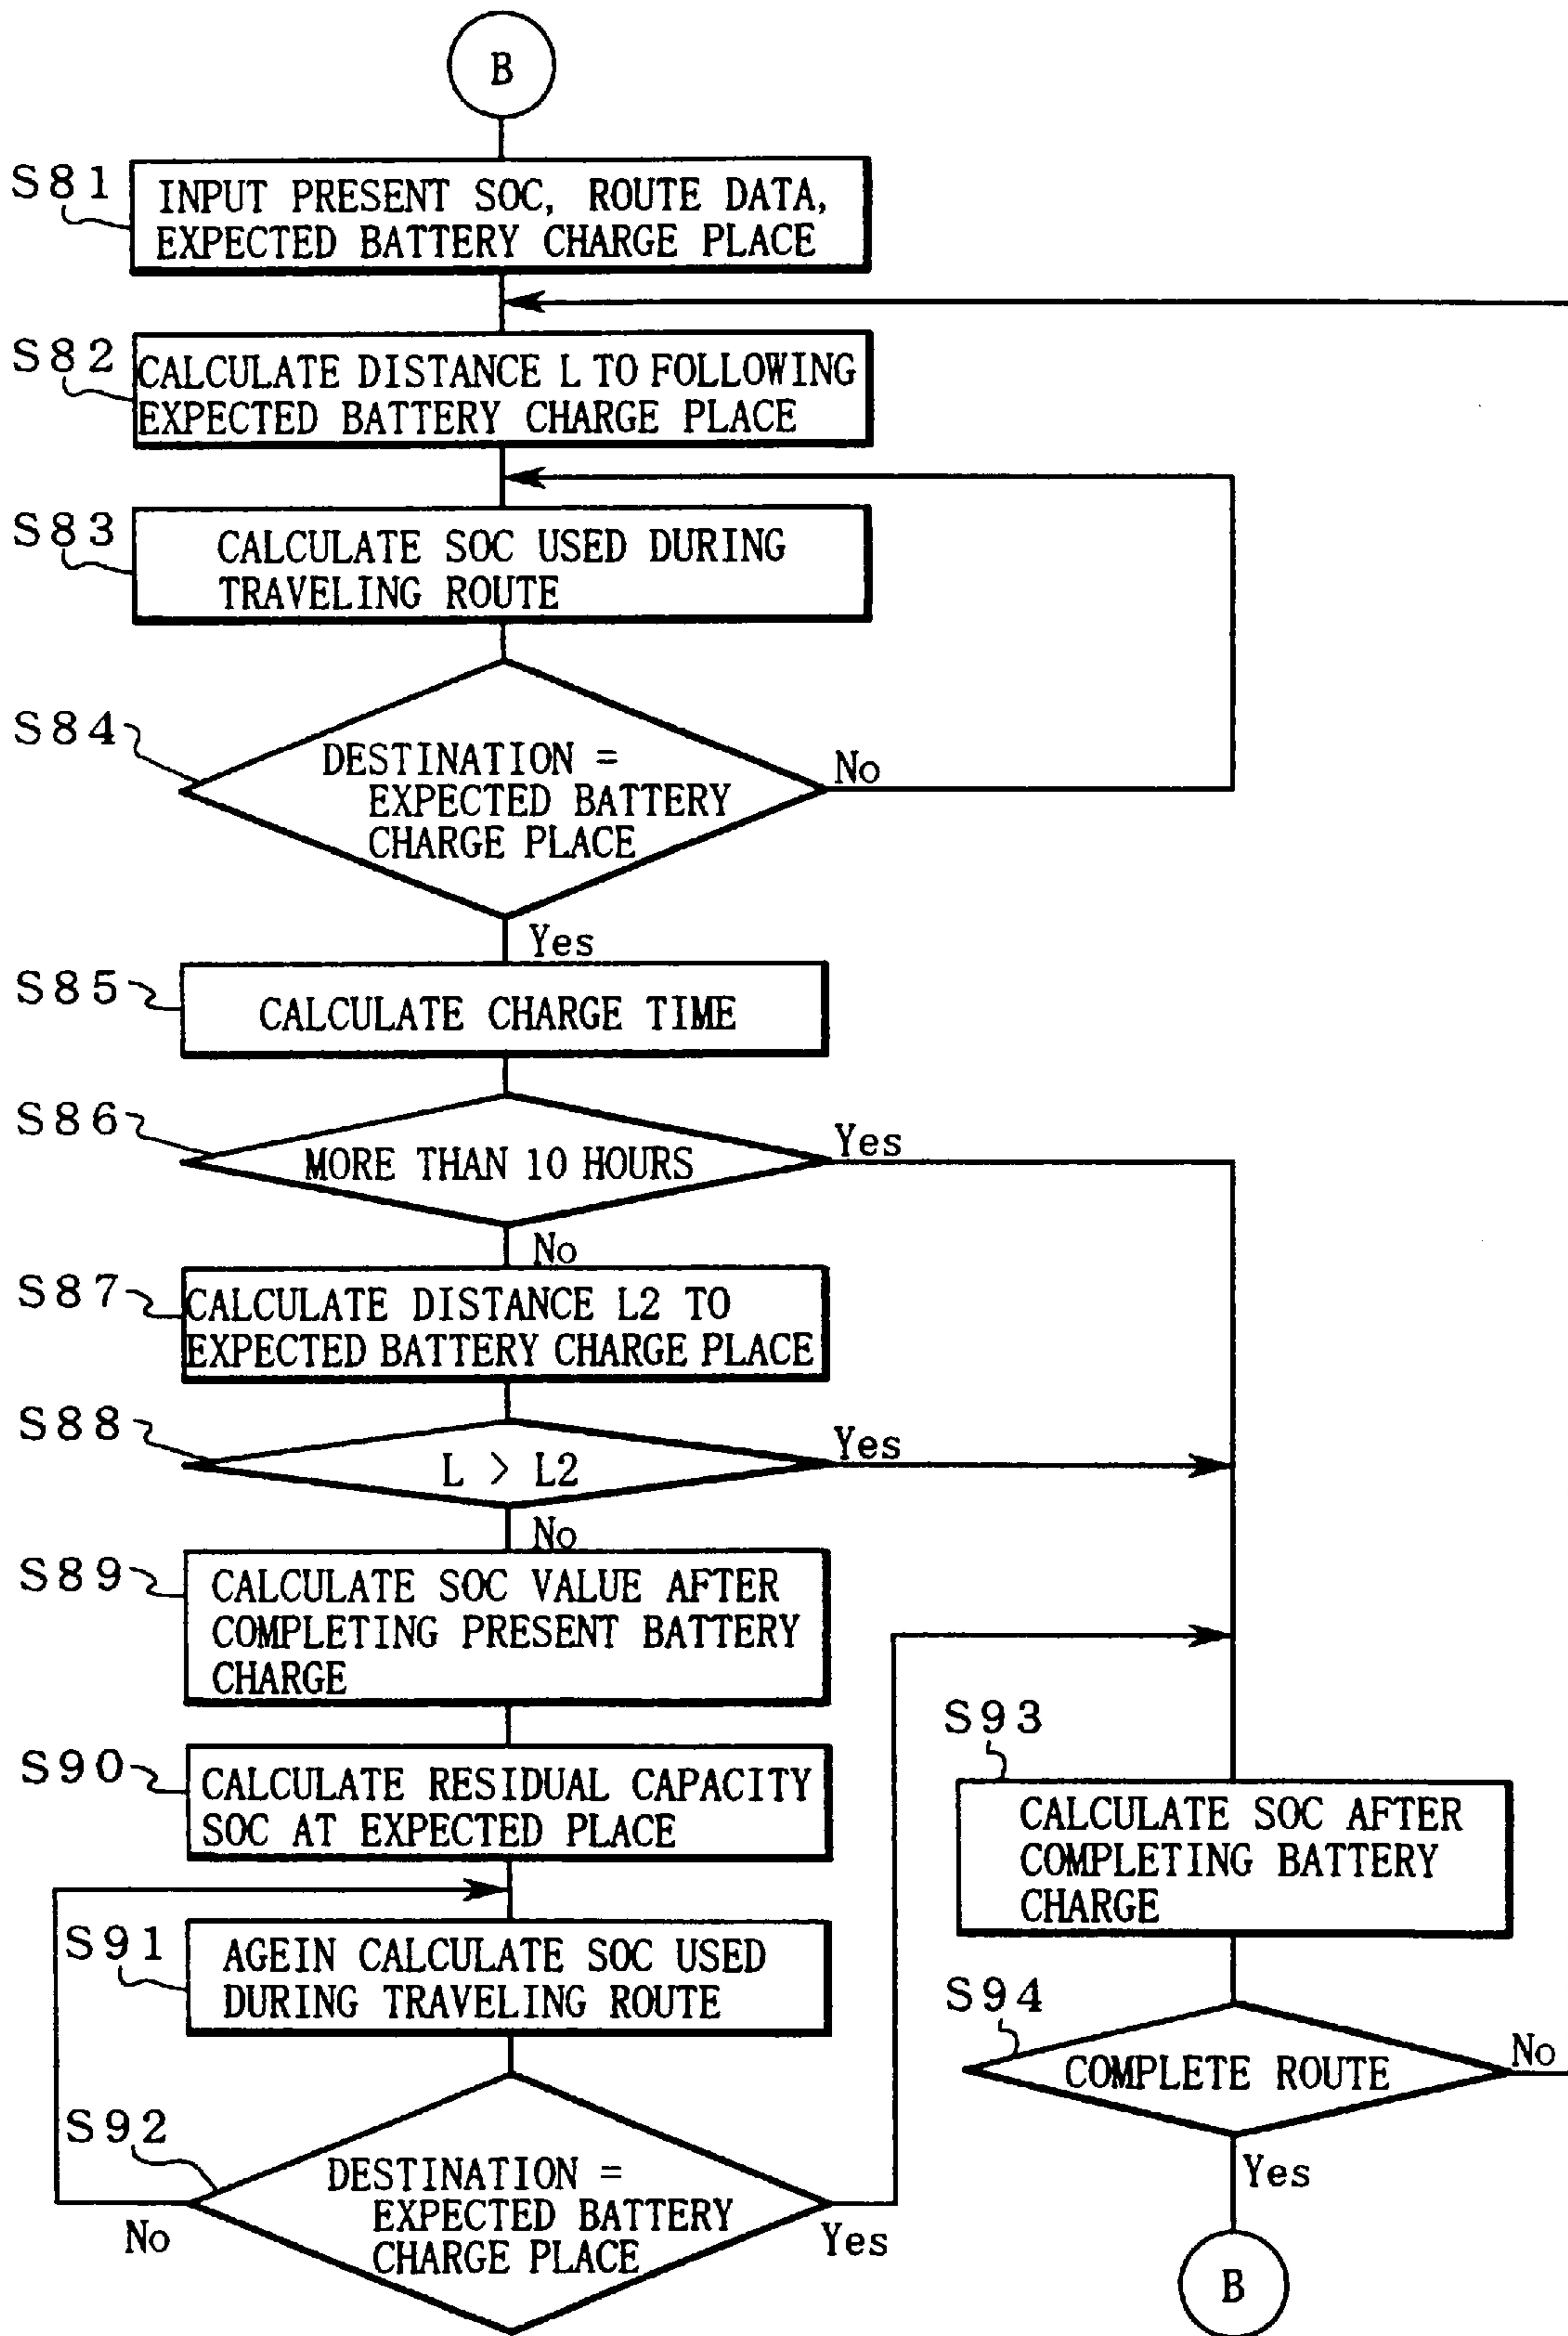 B
S81
INPUT PRESENT SOC, ROUTE DATA,
EXPECTED BATTERY CHARGE PLACE
S82
CALCULATE DISTANCE L TO FOLLOWING
EXPECTED BATTERY CHARGE PLACE
S83
CALCULATE SOC USED DURING
TRAVELING ROUTE
S84
DESTINATION =
EXPECTED BATTERY
CHARGE PLACE
No
Yes
S85
CALCULATE CHARGE TIME
S86
MORE THAN 10 HOURS
Yes
No
S87
CALCULATE DISTANCE L2 TO
EXPECTED BATTERY CHARGE PLACE
S88
L > L2
Yes
No
S89
CALCULATE SOC VALUE AFTER
COMPLETING PRESENT BATTERY
CHARGE
S90
CALCULATE RESIDUAL CAPACITY
SOC AT EXPECTED PLACE
S91
AGEIN CALCULATE SOC USED
DURING TRAVELING ROUTE
S92
DESTINATION =
EXPECTED BATTERY
CHARGE PLACE
No
Yes
S93
CALCULATE SOC AFTER
COMPLETING BATTERY
CHARGE
S94
COMPLETE ROUTE
No
Yes
B